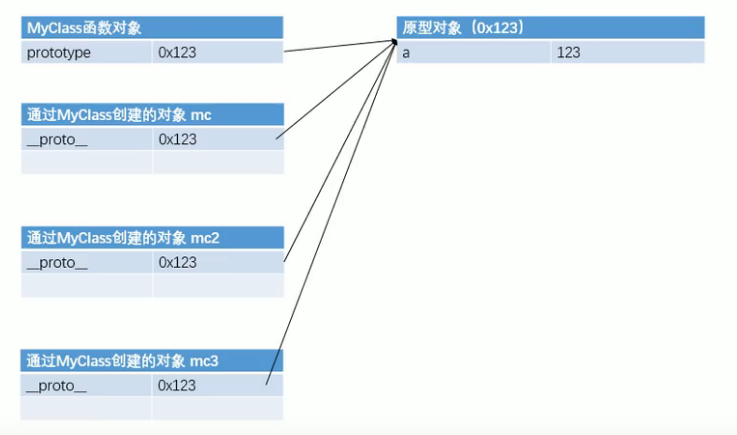 MyClass函数对象
prototype 0x123
原型对象（0x123）
a 123
通过MyClass创建的对象 mc
__proto__ 0x123
通过MyClass创建的对象 mc2
__proto__ 0x123
通过MyClass创建的对象 mc3
__proto__ 0x123